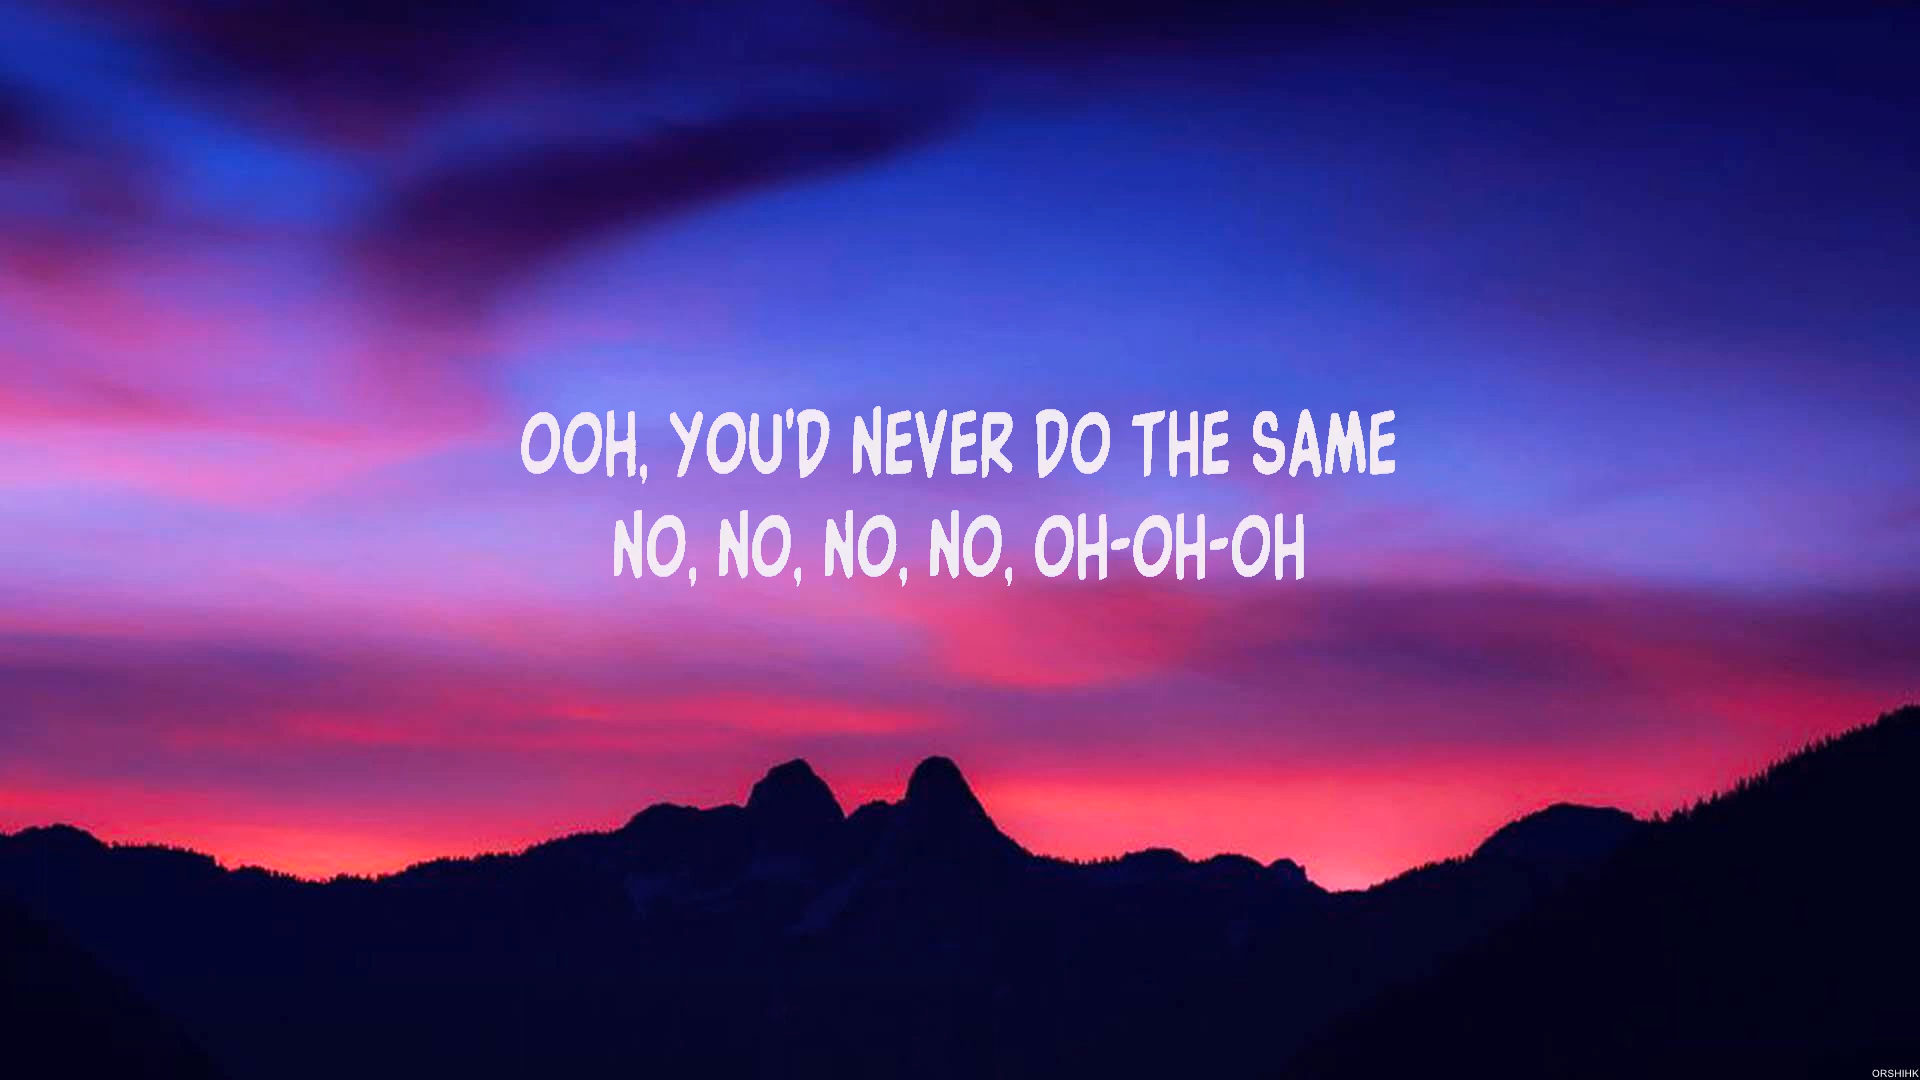 OOH, YOU'D NEVER DO THE SAME
NO, NO, NO, NO, OH-OH-OH
ORSHIHK